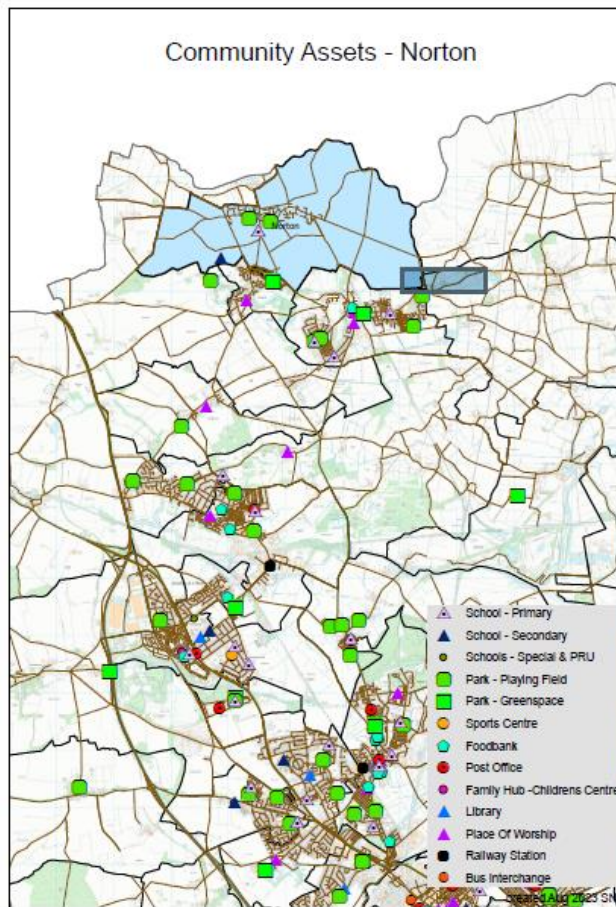 Community Assets - Norton
Norton
School - Primary
School - Secondary
Schools - Special & PRU
Park - Playing Field
Park - Greenspace
Sports Centre
Foodbank
Post Office
Family Hub -Childrens Centre
Library
Place Of Worship
Railway Station
Bus Interchange
created Aug 2023